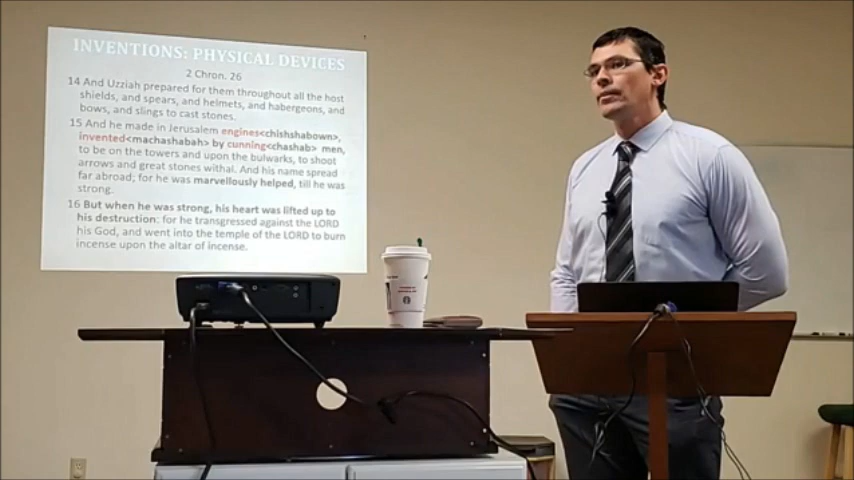 INVENTIONS: PHYSICAL DEVICES
2 Chron. 26
14 And Uzziah prepared for them throughout all the host
shields, and spears, and helmets, and habergeons, and
bows, and slings to cast stones.
15 And he made in Jerusalem engines<chishshabown>,
invented<machashabah> by cunning<chashab> men,
to be on the towers and upon the bulwarks, to shoot
arrows and great stones withal. And his name spread
far abroad; for he was marvellously helped, till he was
strong.
16 But when he was strong, his heart was lifted up to
his destruction: for he transgressed against the LORD
his God, and went into the temple of the LORD to burn
incense upon the altar of incense.